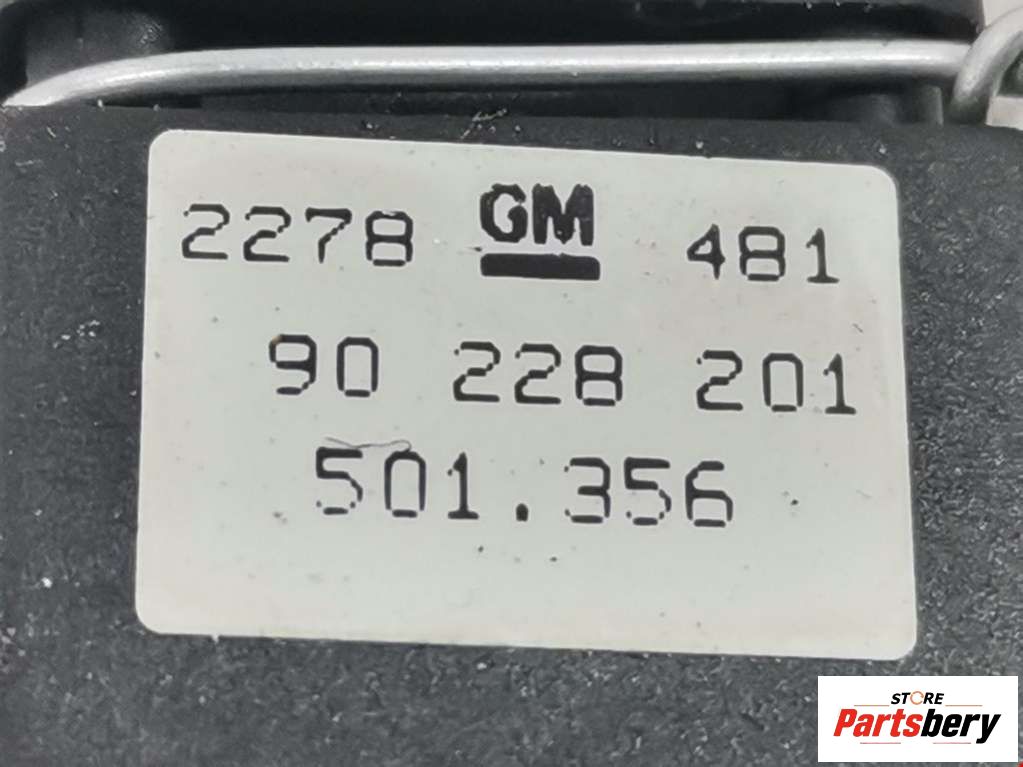 2278 GM 481
90 228 201
501.356
STORE
Partsbery